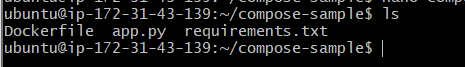 ubuntu@ip-172-31-43-139:~/compose-sample$ ls
Dockerfile  app.py  requirements.txt
ubuntu@ip-172-31-43-139:~/compose-sample$